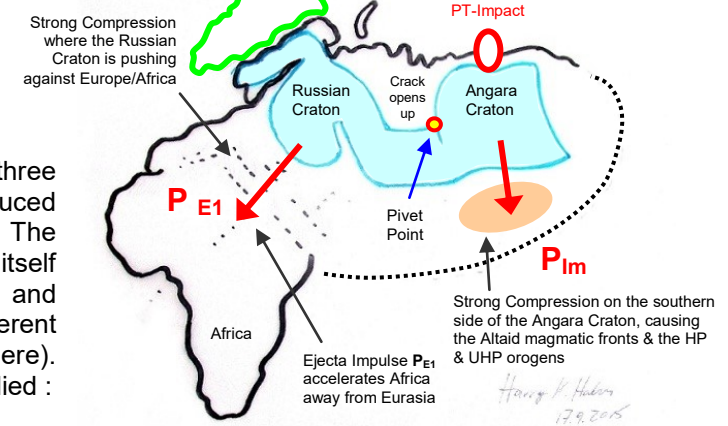 PT-Impact
Strong Compression
where the Russian
Craton is pushing
against Europe/Africa
Russian
Craton
Crack
opens
up
Angara
Craton
three
uced
The
itself
and
erent
ere).
lied :
P E1
Pivet
Point
PIm
Africa
Ejecta Impulse PE1
accelerates Africa
away from Eurasia
Strong Compression on the southern
side of the Angara Craton, causing
the Altaid magmatic fronts & the HP
& UHP orogens
17.9.2015